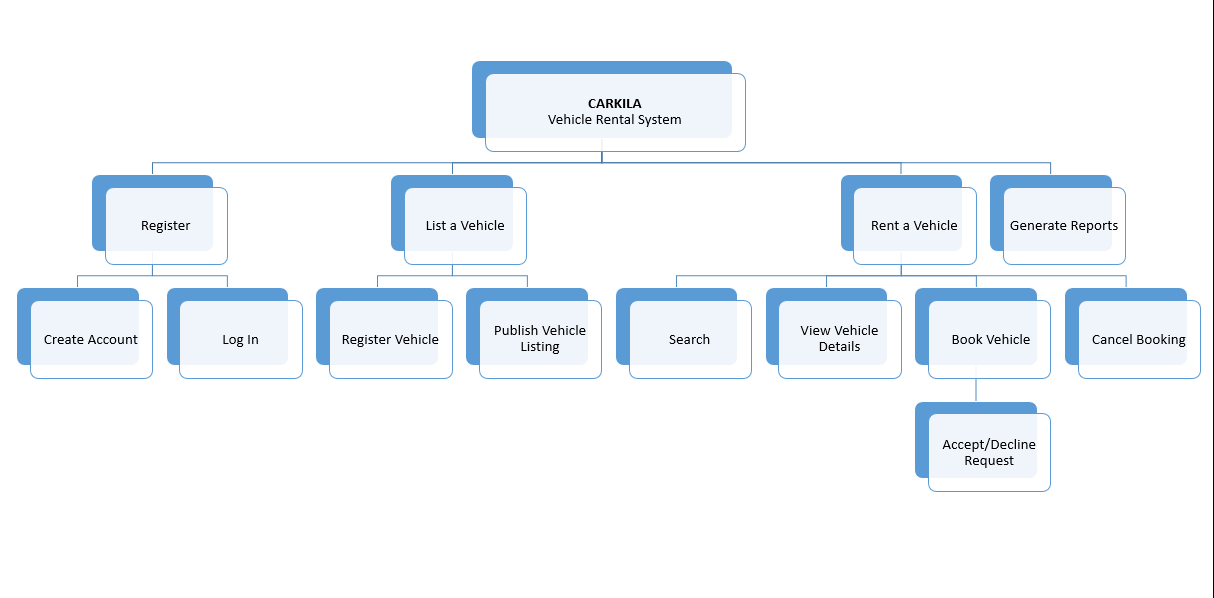 CARKILA
Vehicle Rental System
Register
List a Vehicle
Rent a Vehicle
Generate Reports
Create Account
Log In
Register Vehicle
Publish Vehicle
Listing
Search
View Vehicle
Details
Book Vehicle
Cancel Booking
Accept/Decline
Request